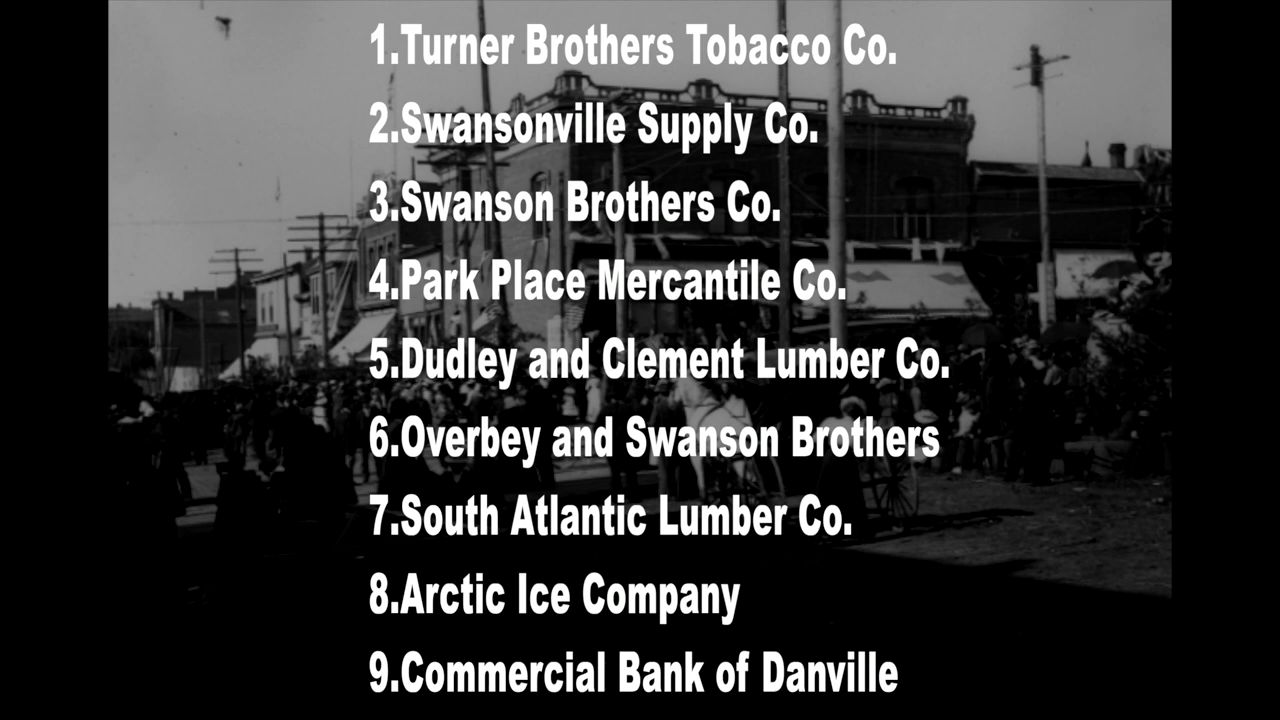 1.Turner Brothers Tobacco Co.
2.Swansonville Supply Co.
3.Swanson Brothers Co.
4.Park Place Mercantile Co.
5.Dudley and Clement Lumber Co.
6.Overbey and Swanson Brothers
7.South Atlantic Lumber Co.
8.Arctic Ice Company
9.Commercial Bank of Danville